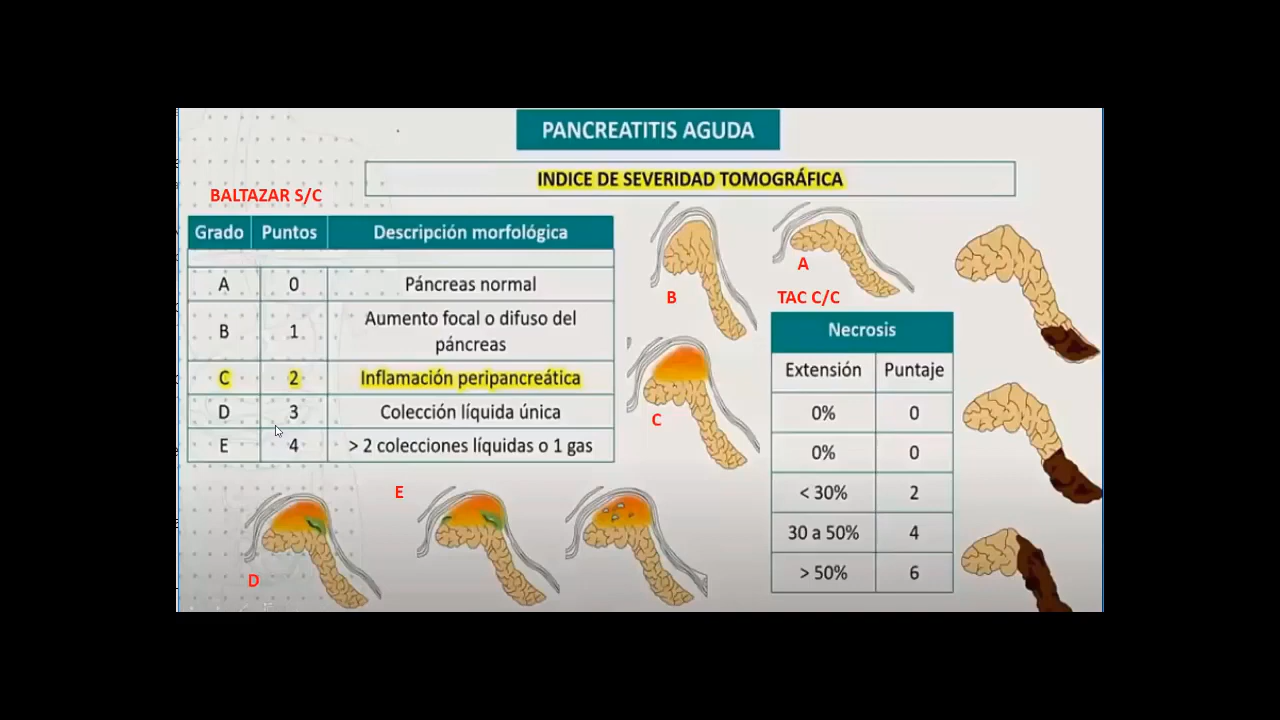 PANCREATITIS AGUDA
INDICE DE SEVERIDAD TOMOGRÁFICA
BALTAZAR S/C
Grado Puntos Descripción morfológica
A 0 Páncreas normal
B 1 Aumento focal o difuso del
páncreas
C 2 Inflamación peripancreática
D 3 Colección líquida única
E 4 > 2 colecciones líquidas o 1 gas
B
A
C
D
E
TAC C/C
Necrosis
Extensión Puntaje
0% 0
0% 0
< 30% 2
30 a 50% 4
> 50% 6